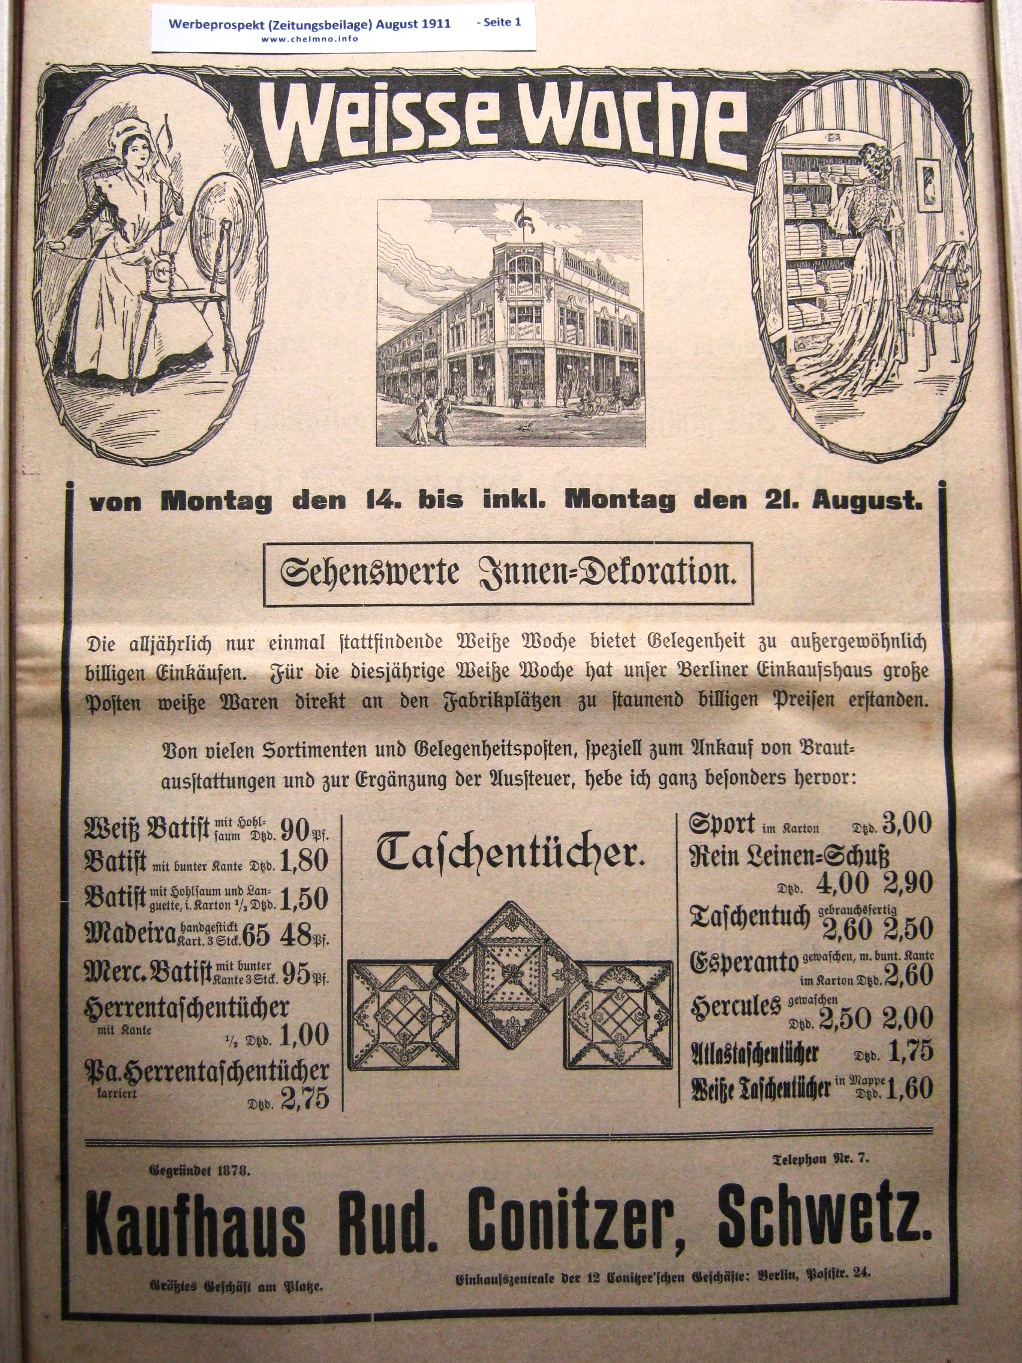 Werbeprospekt (Zeitungsbeilage) August 1911 - Seite 1
www.chelmno.info
Weisse Woche
von Montag den 14. bis inkl. Montag den 21. August.
Sehenswerte Innen-Dekoration.
Die alljährlich nur einmal stattfindende Weiße Woche bietet Gelegenheit zu außergewöhnlich
billigen Einkäufen. Für die diesjährige Weiße Woche hat unser Berliner Einkaufshaus große
Posten weiße Waren direkt an den Fabrikplätzen zu staunend billigen Preisen erstanden.
Von vielen Sortimenten und Gelegenheitsposten, speziell zum Ankauf von Braut-
ausstattungen und zur Ergänzung der Aussteuer, hebe ich ganz besonders hervor:
Weiß Batist mit Hohl-
saum Dtzd. 90 Pf.
Batist mit bunter Kante Dtzd. 1,80
Batist mit Hohlsaum und Lan-
guette, i. Karton ½ Dtzd. 1,50
Madeira handgestickt
Kart. 3 Stck. 65 48 Pf.
Merc. Batist mit bunter
Kante 3 Stck. 95 Pf.
Herrentaschentücher
mit Kante ½ Dtzd. 1,00
Pa. Herrentaschentücher
karriert Dtzd. 2,75
Taschentücher.
Sport im Karton Dtzd. 3,00
Rein Leinen-Schuß
Dtzd. 4,00 2,90
Taschentuch gebrauchsfertig
2,60 2,50
Esperanto gewaschen, m. bunt. Kante
im Karton Dtzd. 2,60
Hercules gewaschen
Dtzd. 2,50 2,00
Atlastaschentücher Dtzd. 1,75
Weiße Taschentücher in Mappe
Dtzd. 1,60
Gegründet 1878. Telephon Nr. 7.
Kaufhaus Rud. Conitzer, Schwetz.
Größtes Geschäft am Platze. Einkaufszentrale der 12 Conitzer'schen Geschäfte: Berlin, Poststr. 24.